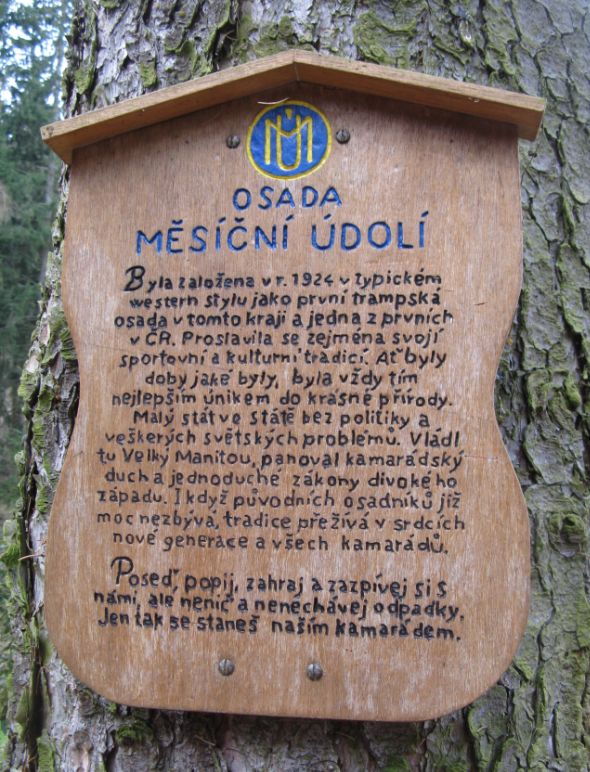 MÚ
OSADA
MĚSÍČNÍ ÚDOLÍ
Byla založena v r. 1924 v typickém
western stylu jako první trampská
osada v tomto kraji a jedna z prvních
v ČR. Proslavila se zejména svojí
sportovní a kulturní tradicí. Ať byly
doby jaké byly, byla vždy tím
nejlepším únikem do krásné přírody.
Malý stát ve státě bez politiky a
veškerých světských problémů. Vládl
tu Velký Manitou, panoval kamarádský
duch a jednoduché zákony divokého
západu. I když původních osadníků již
moc nezbývá, tradice přežívá v srdcích
nové generace a všech kamarádů.
Poseď, popij, zahraj a zazpívej si s
námi, ale nenič a nenechávej odpadky.
Jen tak se staneš naším kamarádem.